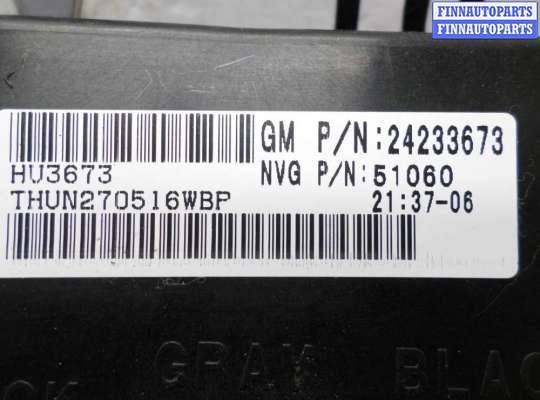 FINNAUTOPARTS
FINNAUTOPARTS
GM P/N:24233673
HU3673
NVG P/N:51060
THUN270516WBP
21:37-06